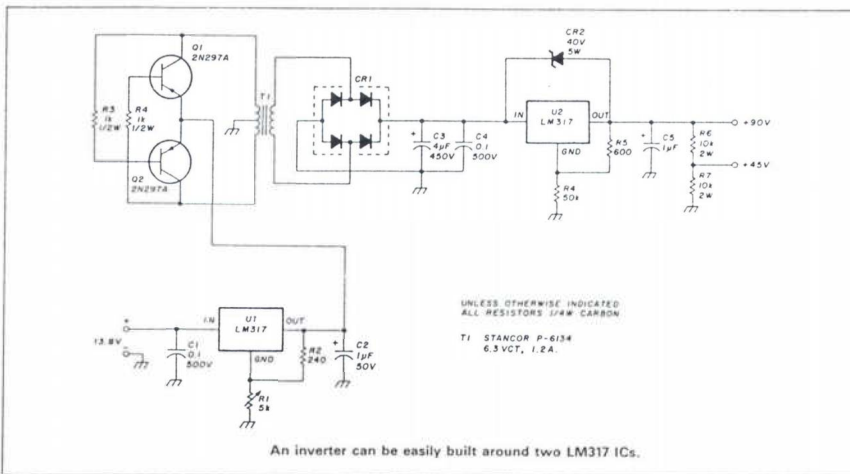 Q1
2N297A
R3
1k
1/2W
R4
1k
1/2W
Q2
2N297A
T1
CR1
C3
4µF
450V
C4
0.1
500V
CR2
40V
5W
IN
U2
LM317
OUT
GND
R5
600
R4
50k
C5
1µF
R6
10k
2W
R7
10k
2W
+90V
+45V
13.8V
C1
0.1
500V
IN
U1
LM317
OUT
GND
R2
240
R1
5k
C2
1µF
50V
UNLESS OTHERWISE INDICATED
ALL RESISTORS 1/4W CARBON
T1 STANCOR P-6134
6.3 VCT, 1.2A.
An inverter can be easily built around two LM317 ICs.